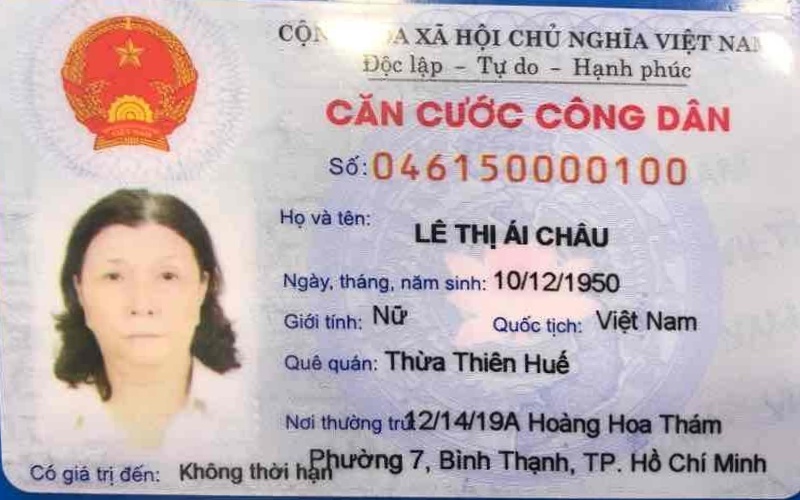 CỘNG HÒA XÃ HỘI CHỦ NGHĨA VIỆT NAM
Độc lập – Tự do – Hạnh phúc
CĂN CƯỚC CÔNG DÂN
Số: 046150000100
Họ và tên: LÊ THỊ ÁI CHÂU
Ngày, tháng, năm sinh: 10/12/1950
Giới tính: Nữ Quốc tịch: Việt Nam
Quê quán: Thừa Thiên Huế
Nơi thường trú: 12/14/19A Hoàng Hoa Thám
Phường 7, Bình Thạnh, TP. Hồ Chí Minh
Có giá trị đến: Không thời hạn